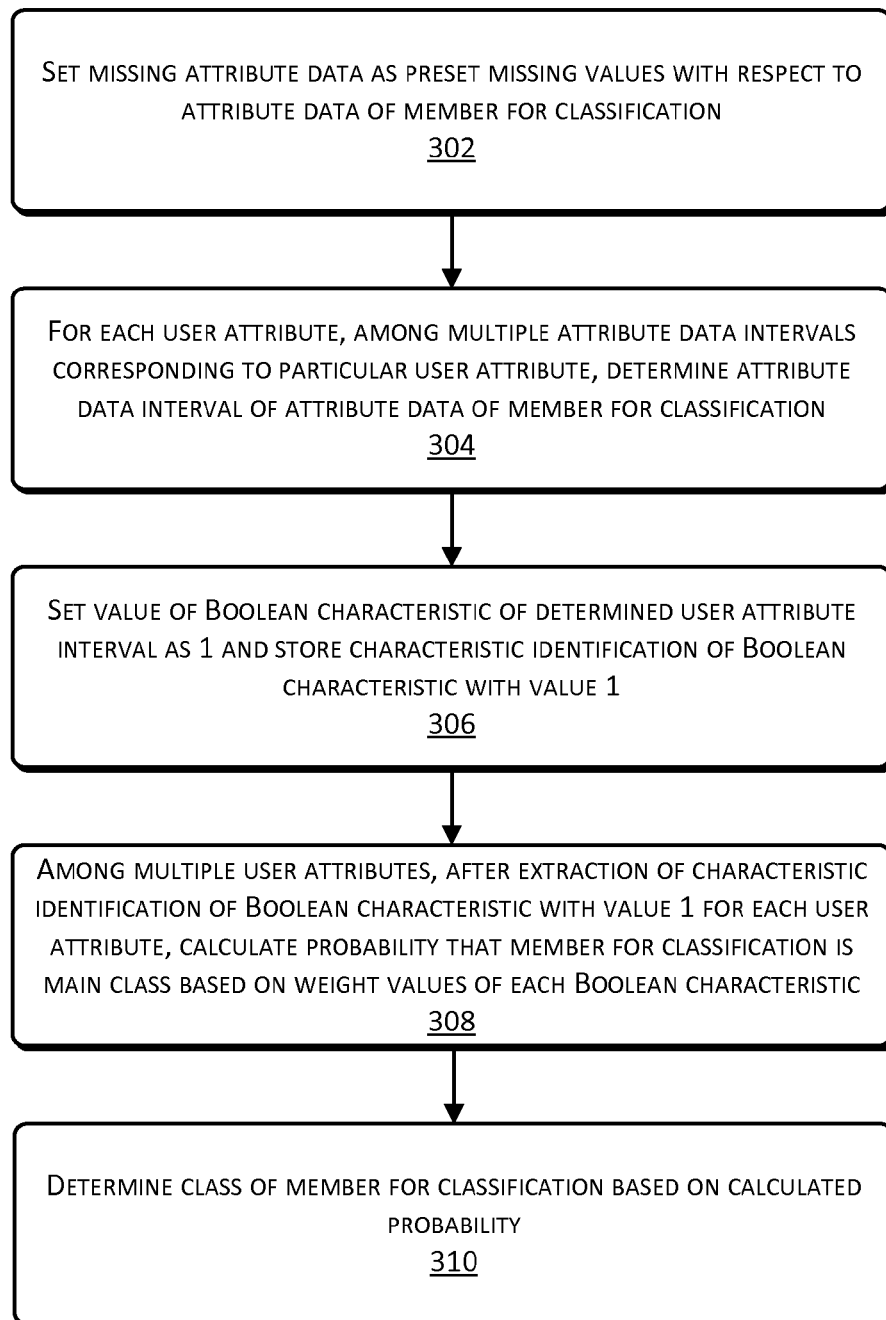 SET MISSING ATTRIBUTE DATA AS PRESET MISSING VALUES WITH RESPECT TO
ATTRIBUTE DATA OF MEMBER FOR CLASSIFICATION
302
FOR EACH USER ATTRIBUTE, AMONG MULTIPLE ATTRIBUTE DATA INTERVALS
CORRESPONDING TO PARTICULAR USER ATTRIBUTE, DETERMINE ATTRIBUTE
DATA INTERVAL OF ATTRIBUTE DATA OF MEMBER FOR CLASSIFICATION
304
SET VALUE OF BOOLEAN CHARACTERISTIC OF DETERMINED USER ATTRIBUTE
INTERVAL AS 1 AND STORE CHARACTERISTIC IDENTIFICATION OF BOOLEAN
CHARACTERISTIC WITH VALUE 1
306
AMONG MULTIPLE USER ATTRIBUTES, AFTER EXTRACTION OF CHARACTERISTIC
IDENTIFICATION OF BOOLEAN CHARACTERISTIC WITH VALUE 1 FOR EACH USER
ATTRIBUTE, CALCULATE PROBABILITY THAT MEMBER FOR CLASSIFICATION IS
MAIN CLASS BASED ON WEIGHT VALUES OF EACH BOOLEAN CHARACTERISTIC
308
DETERMINE CLASS OF MEMBER FOR CLASSIFICATION BASED ON CALCULATED
PROBABILITY
310